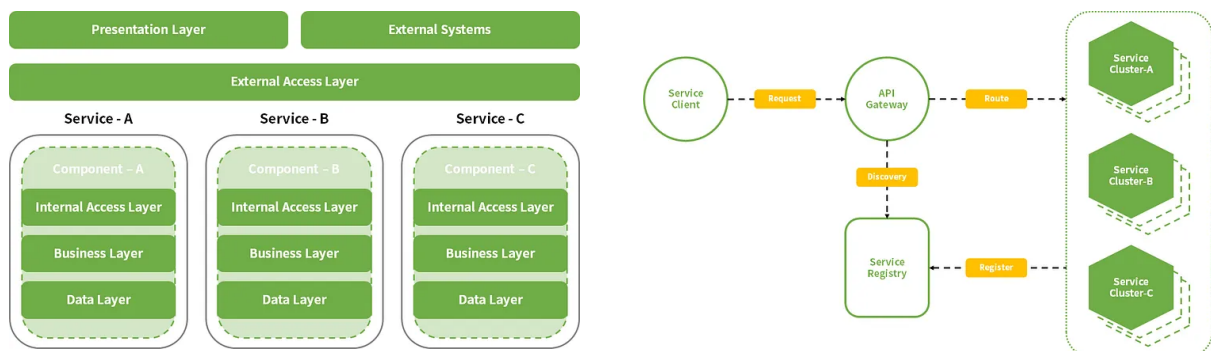 Presentation Layer
External Systems
External Access Layer
Service - A
Service - B
Service - C
Component – A
Component – B
Component – C
Internal Access Layer
Internal Access Layer
Internal Access Layer
Business Layer
Business Layer
Business Layer
Data Layer
Data Layer
Data Layer
Service
Client
Request
API
Gateway
Route
Discovery
Service
Registry
Register
Service
Cluster-A
Service
Cluster-B
Service
Cluster-C